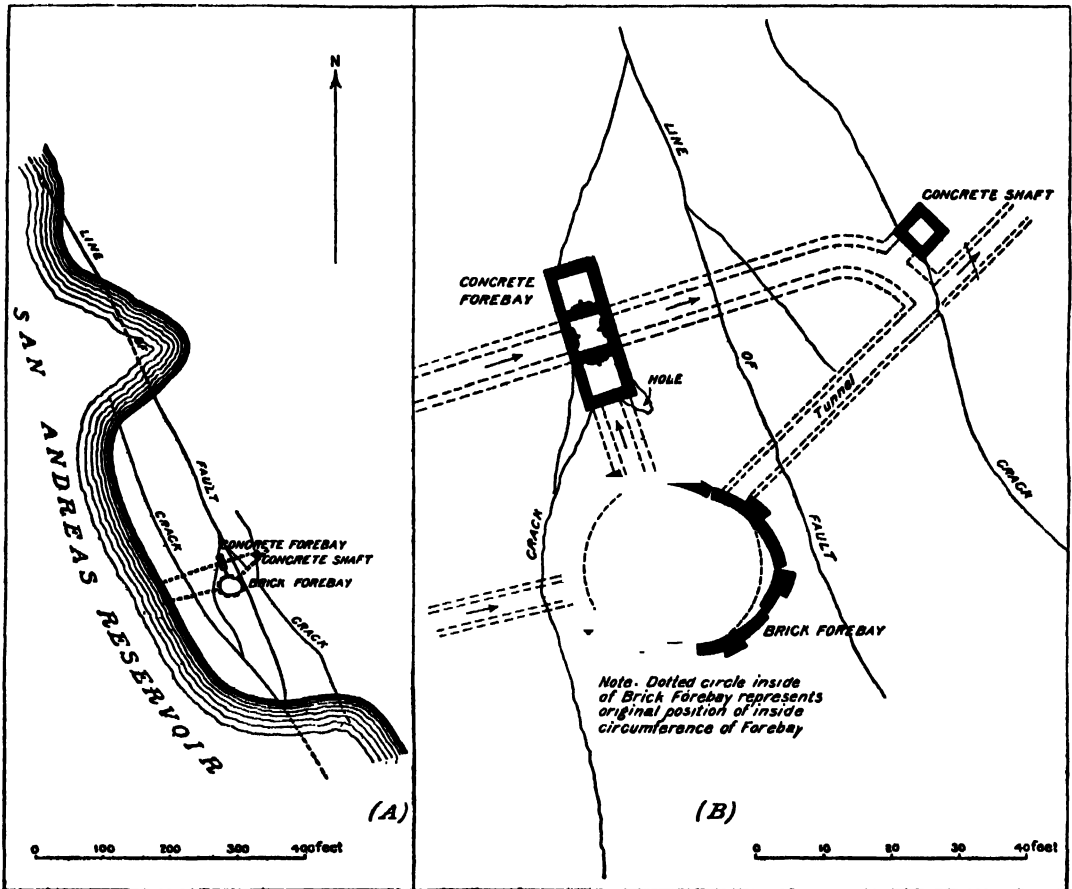 N
LINE
OF
FAULT
CRACK
CONCRETE FOREBAY
CONCRETE SHAFT
BRICK FOREBAY
CRACK
SAN ANDREAS RESERVOIR
(A)
0 100 200 300 400 feet
LINE
OF
FAULT
CONCRETE SHAFT
CONCRETE
FOREBAY
HOLE
Tunnel
CRACK
CRACK
BRICK FOREBAY
Note. Dotted circle inside
of Brick Forebay represents
original position of inside
circumference of Forebay
(B)
0 10 20 30 40 feet